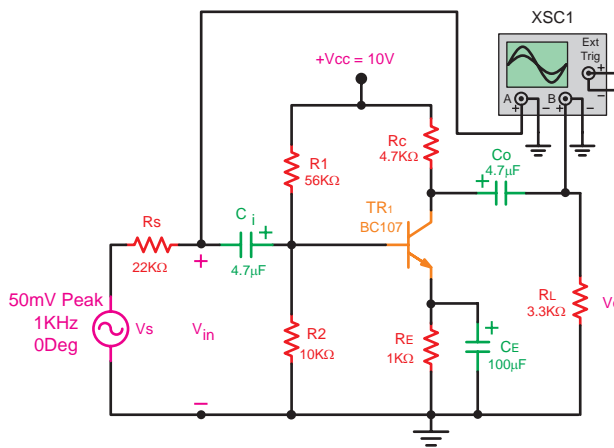 XSC1
Ext
Trig
+
−
A
B
+
−
+
−
+Vcc = 10V
R1
56KΩ
Rc
4.7KΩ
Co
4.7µF
+
TR1
BC107
Rs
22KΩ
C i
+
4.7µF
+
50mV Peak
1KHz
0Deg
Vs
Vin
R2
10KΩ
RE
1KΩ
+
CE
100µF
RL
3.3KΩ
−